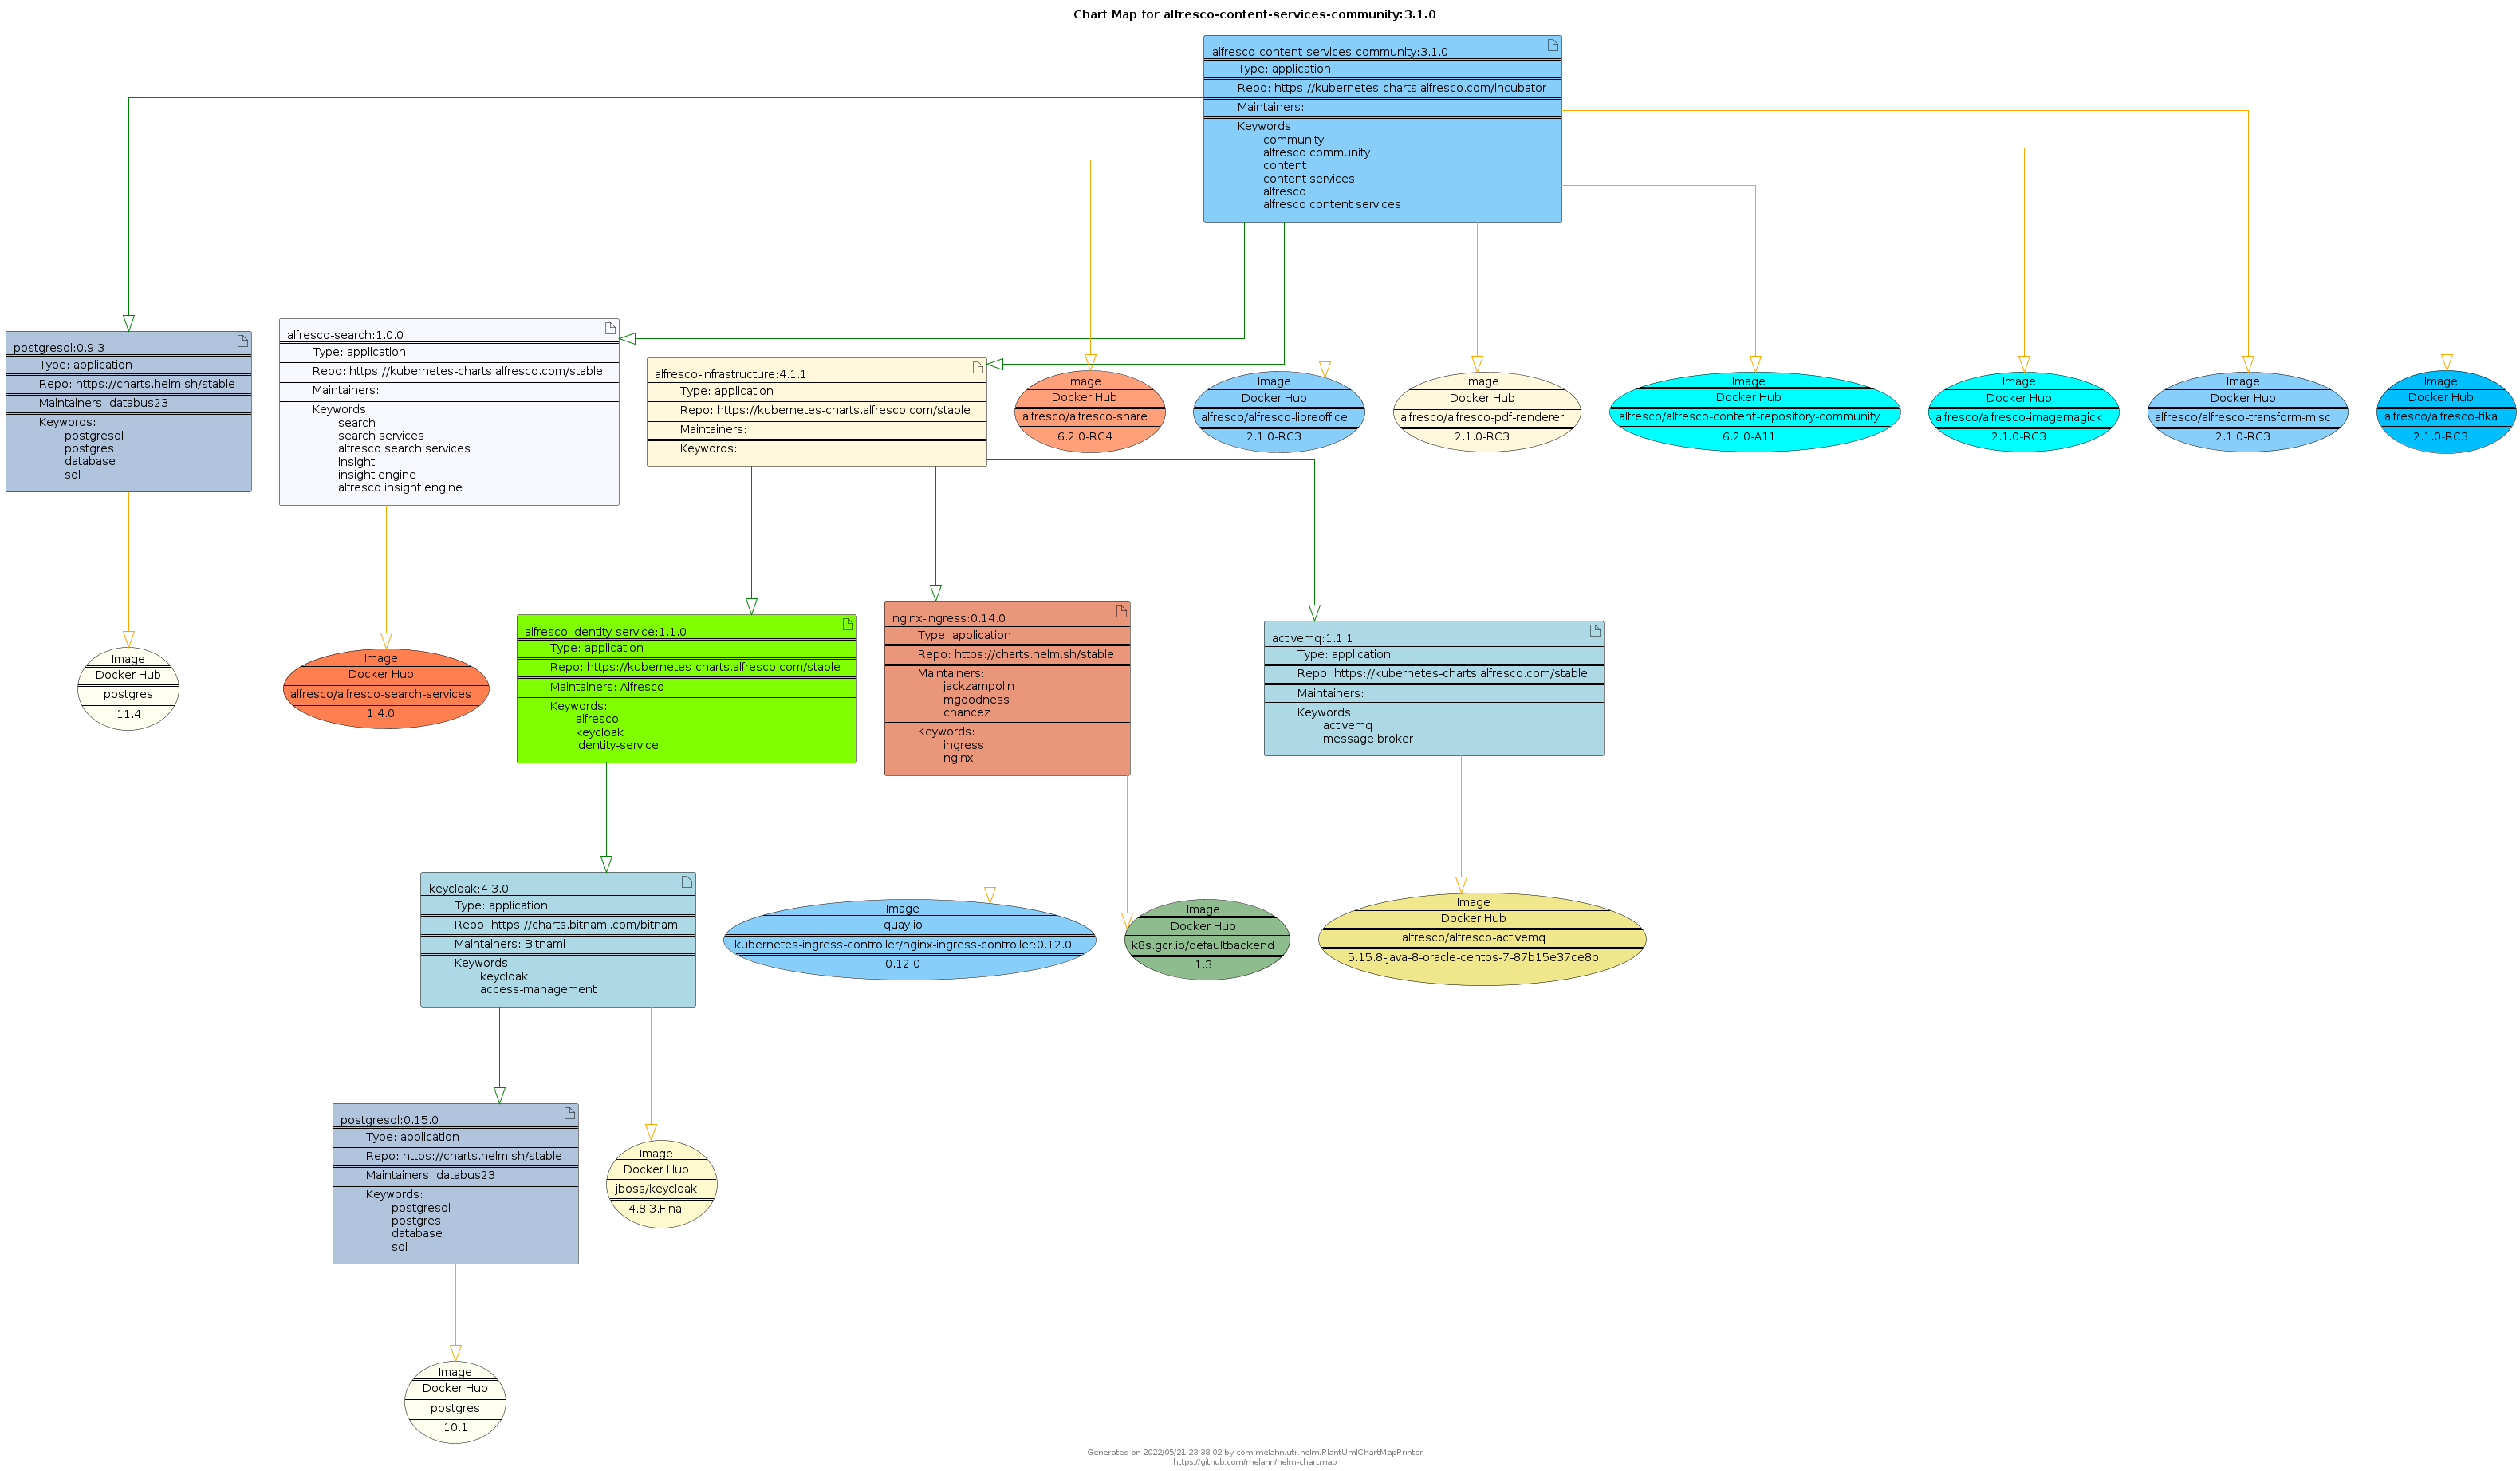 Chart Map for alfresco-content-services-community:3.1.0
alfresco-content-services-community:3.1.0
Type: application
Repo: https://kubernetes-charts.alfresco.com/incubator
Maintainers:
Keywords:
community
alfresco community
content
content services
alfresco
alfresco content services
postgresql:0.9.3
Type: application
Repo: https://charts.helm.sh/stable
Maintainers: databus23
Keywords:
postgresql
postgres
database
sql
alfresco-search:1.0.0
Type: application
Repo: https://kubernetes-charts.alfresco.com/stable
Maintainers:
Keywords:
search
search services
alfresco search services
insight
insight engine
alfresco insight engine
alfresco-infrastructure:4.1.1
Type: application
Repo: https://kubernetes-charts.alfresco.com/stable
Maintainers:
Keywords:
Image
Docker Hub
alfresco/alfresco-share
6.2.0-RC4
Image
Docker Hub
alfresco/alfresco-libreoffice
2.1.0-RC3
Image
Docker Hub
alfresco/alfresco-pdf-renderer
2.1.0-RC3
Image
Docker Hub
alfresco/alfresco-content-repository-community
6.2.0-A11
Image
Docker Hub
alfresco/alfresco-imagemagick
2.1.0-RC3
Image
Docker Hub
alfresco/alfresco-transform-misc
2.1.0-RC3
Image
Docker Hub
alfresco/alfresco-tika
2.1.0-RC3
Image
Docker Hub
postgres
11.4
Image
Docker Hub
alfresco/alfresco-search-services
1.4.0
alfresco-identity-service:1.1.0
Type: application
Repo: https://kubernetes-charts.alfresco.com/stable
Maintainers: Alfresco
Keywords:
alfresco
keycloak
identity-service
nginx-ingress:0.14.0
Type: application
Repo: https://charts.helm.sh/stable
Maintainers:
jackzampolin
mgoodness
chancez
Keywords:
ingress
nginx
activemq:1.1.1
Type: application
Repo: https://kubernetes-charts.alfresco.com/stable
Maintainers:
Keywords:
activemq
message broker
keycloak:4.3.0
Type: application
Repo: https://charts.bitnami.com/bitnami
Maintainers: Bitnami
Keywords:
keycloak
access-management
Image
quay.io
kubernetes-ingress-controller/nginx-ingress-controller:0.12.0
0.12.0
Image
Docker Hub
k8s.gcr.io/defaultbackend
1.3
Image
Docker Hub
alfresco/alfresco-activemq
5.15.8-java-8-oracle-centos-7-87b15e37ce8b
postgresql:0.15.0
Type: application
Repo: https://charts.helm.sh/stable
Maintainers: databus23
Keywords:
postgresql
postgres
database
sql
Image
Docker Hub
jboss/keycloak
4.8.3.Final
Image
Docker Hub
postgres
10.1
Generated on 2022/05/21 23:38:02 by com.melahn.util.helm.PlantUmlChartMapPrinter
https://github.com/melahn/helm-chartmap